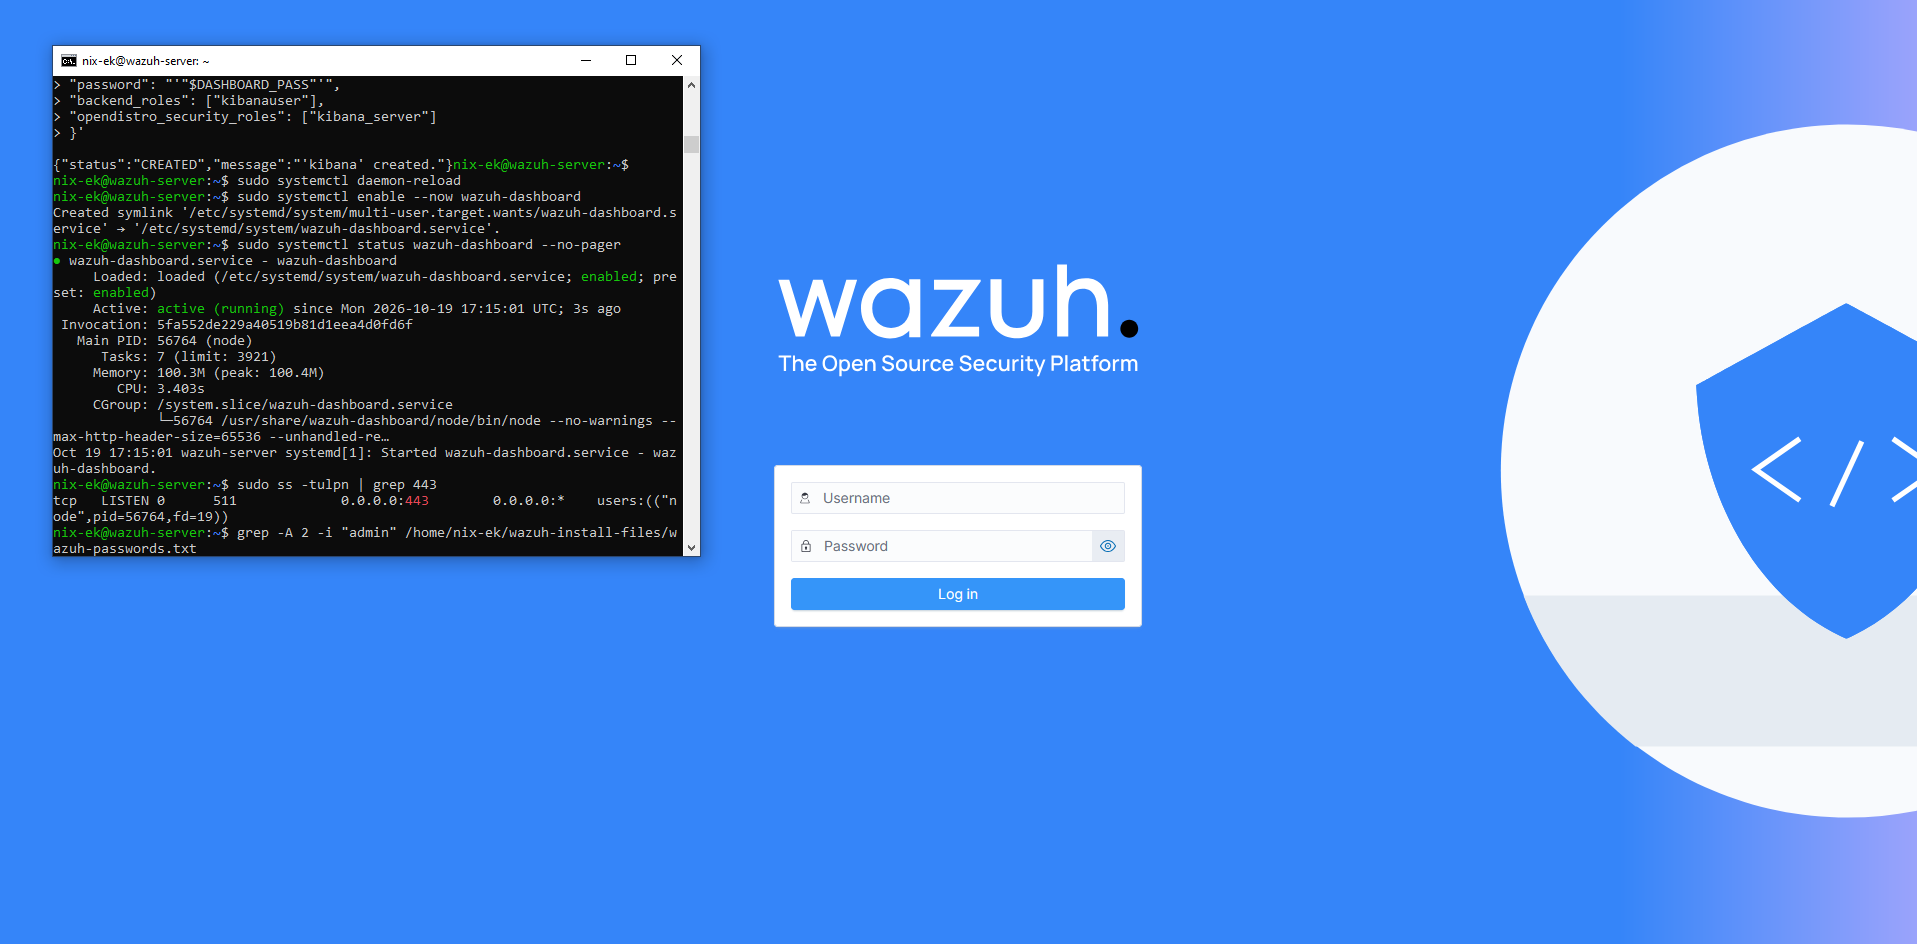 nix-ek@wazuh-server: ~
> "password": "'"$DASHBOARD_PASS"'",
> "backend_roles": ["kibanauser"],
> "opendistro_security_roles": ["kibana_server"]
> }'
{"status":"CREATED","message":"'kibana' created."}nix-ek@wazuh-server:~$
nix-ek@wazuh-server:~$ sudo systemctl daemon-reload
nix-ek@wazuh-server:~$ sudo systemctl enable --now wazuh-dashboard
Created symlink '/etc/systemd/system/multi-user.target.wants/wazuh-dashboard.s
ervice' → '/etc/systemd/system/wazuh-dashboard.service'.
nix-ek@wazuh-server:~$ sudo systemctl status wazuh-dashboard --no-pager
● wazuh-dashboard.service - wazuh-dashboard
Loaded: loaded (/etc/systemd/system/wazuh-dashboard.service; enabled; pre
set: enabled)
Active: active (running) since Mon 2026-10-19 17:15:01 UTC; 3s ago
Invocation: 5fa552de229a40519b81d1eea4d0fd6f
Main PID: 56764 (node)
Tasks: 7 (limit: 3921)
Memory: 100.3M (peak: 100.4M)
CPU: 3.403s
CGroup: /system.slice/wazuh-dashboard.service
└─56764 /usr/share/wazuh-dashboard/node/bin/node --no-warnings --
max-http-header-size=65536 --unhandled-re…
Oct 19 17:15:01 wazuh-server systemd[1]: Started wazuh-dashboard.service - waz
uh-dashboard.
nix-ek@wazuh-server:~$ sudo ss -tulpn | grep 443
tcp LISTEN 0 511 0.0.0.0:443 0.0.0.0:* users:(("n
ode",pid=56764,fd=19))
nix-ek@wazuh-server:~$ grep -A 2 -i "admin" /home/nix-ek/wazuh-install-files/w
azuh-passwords.txt
wazuh.
The Open Source Security Platform
Username
Password
Log in